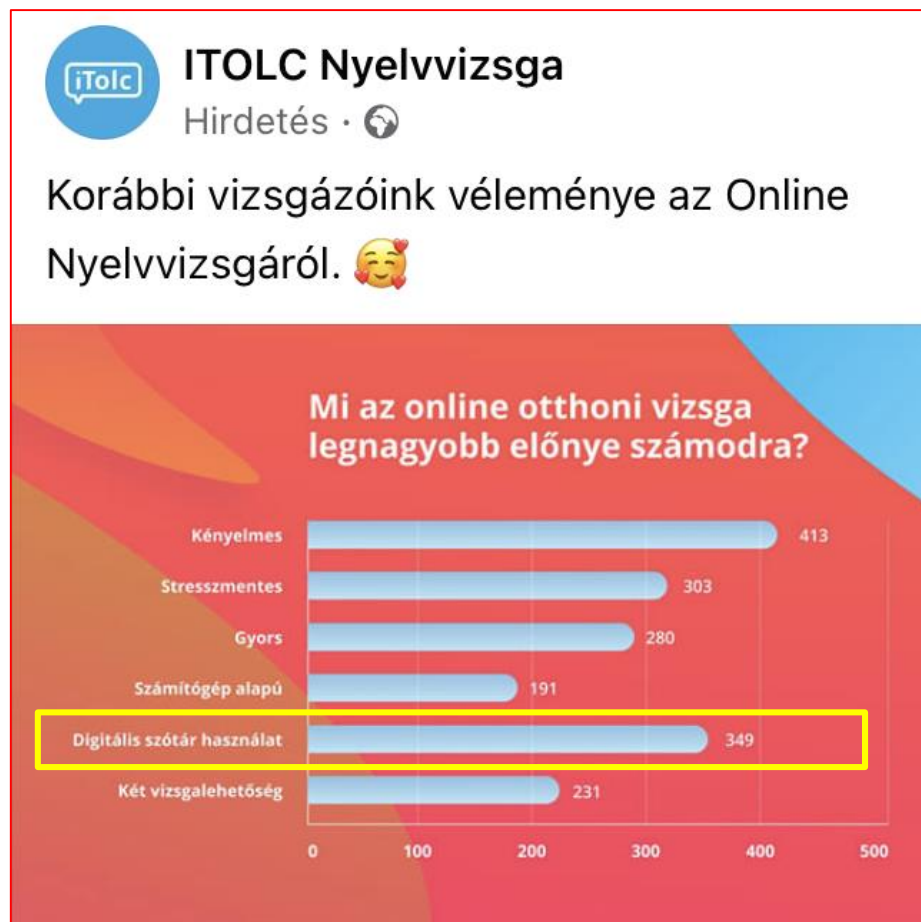 iTolc
ITOLC Nyelvvizsga
Hirdetés ·
Korábbi vizsgázóink véleménye az Online
Nyelvvizsgáról. 🥰
Mi az online otthoni vizsga
legnagyobb előnye számodra?
Kényelmes 413
Stresszmentes 303
Gyors 280
Számítógép alapú 191
Digitális szótár használat 349
Két vizsgalehetőség 231
0 100 200 300 400 500